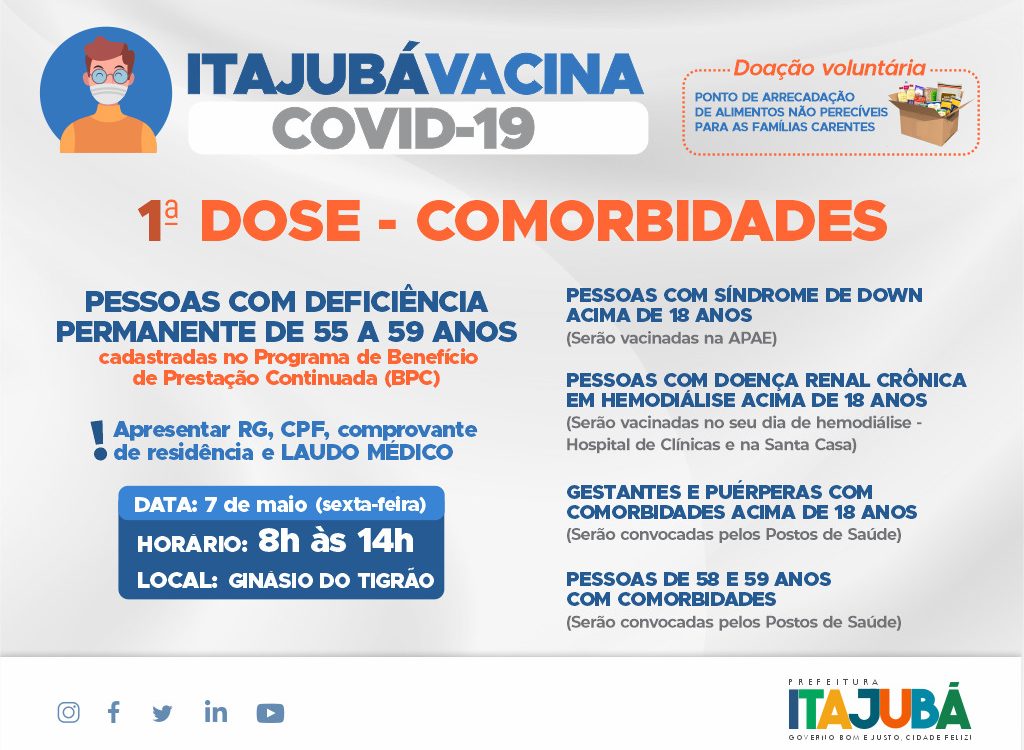 ITAJUBÁVACINA
COVID-19
Doação voluntária
PONTO DE ARRECADAÇÃO
DE ALIMENTOS NÃO PERECÍVEIS
PARA AS FAMÍLIAS CARENTES
1ª DOSE - COMORBIDADES
PESSOAS COM DEFICIÊNCIA
PERMANENTE DE 55 A 59 ANOS
cadastradas no Programa de Benefício
de Prestação Continuada (BPC)
! Apresentar RG, CPF, comprovante
de residência e LAUDO MÉDICO
DATA: 7 de maio (sexta-feira)
HORÁRIO: 8h às 14h
LOCAL: GINÁSIO DO TIGRÃO
PESSOAS COM SÍNDROME DE DOWN
ACIMA DE 18 ANOS
(Serão vacinadas na APAE)
PESSOAS COM DOENÇA RENAL CRÔNICA
EM HEMODIÁLISE ACIMA DE 18 ANOS
(Serão vacinadas no seu dia de hemodiálise -
Hospital de Clínicas e na Santa Casa)
GESTANTES E PUÉRPERAS COM
COMORBIDADES ACIMA DE 18 ANOS
(Serão convocadas pelos Postos de Saúde)
PESSOAS DE 58 E 59 ANOS
COM COMORBIDADES
(Serão convocadas pelos Postos de Saúde)
PREFEITURA
ITAJUBÁ
GOVERNO BOM E JUSTO, CIDADE FELIZ!